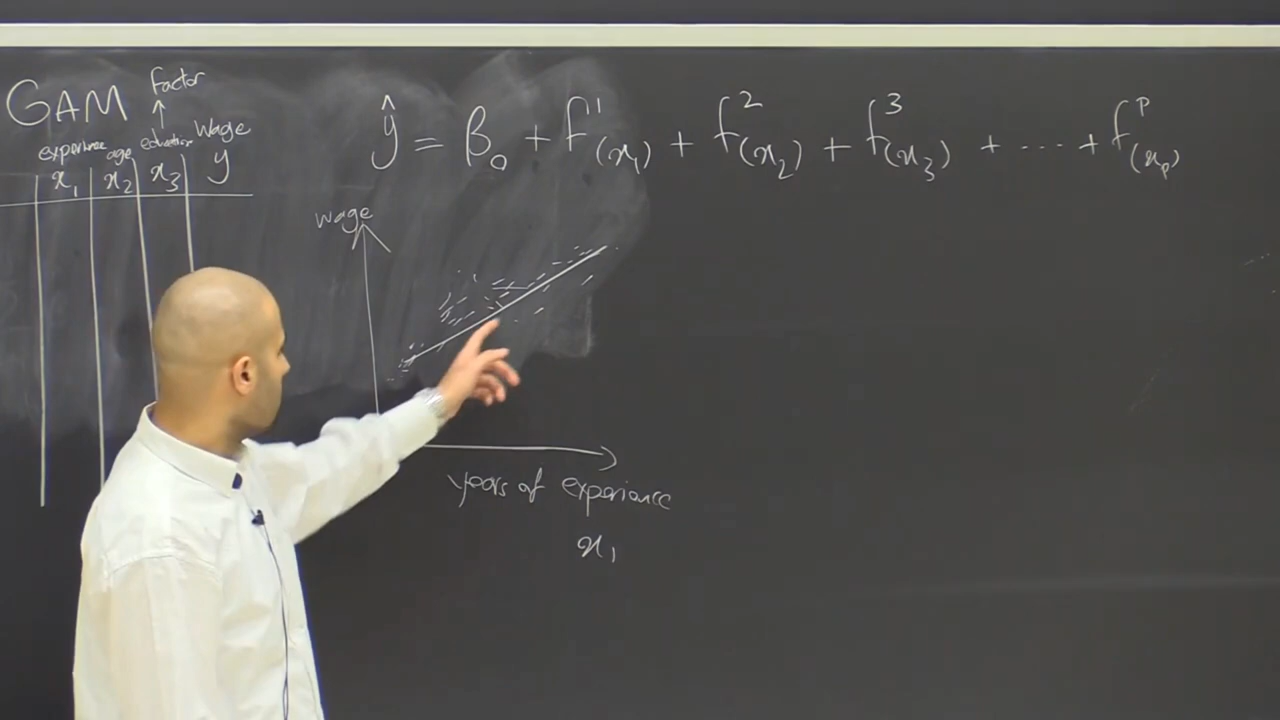 GAM
factor
↑
experience age education wage
x₁ x₂ x₃ y
ŷ = β₀ + f¹(x₁) + f²(x₂) + f³(x₃) + ···· + fᵖ(xₚ)
wage
years of experience
x₁